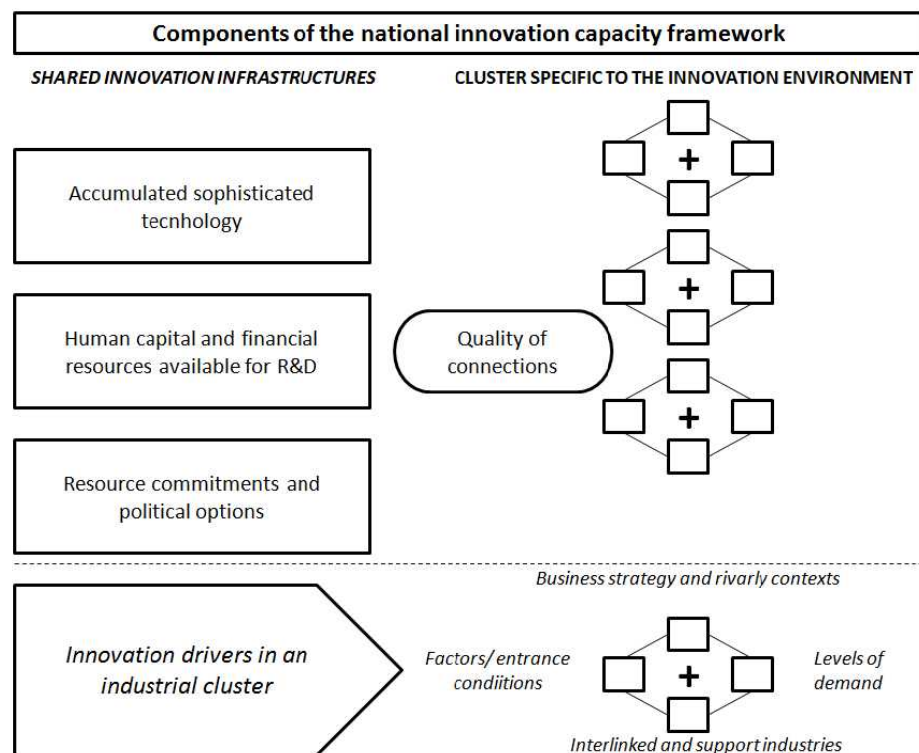 Components of the national innovation capacity framework
SHARED INNOVATION INFRASTRUCTURES
CLUSTER SPECIFIC TO THE INNOVATION ENVIRONMENT
Accumulated sophisticated
tecnhology
Human capital and financial
resources available for R&D
Quality of
connections
Resource commitments and
political options
Business strategy and rivarly contexts
Innovation drivers in an
industrial cluster
Factors/ entrance
condiitions
Levels of
demand
Interlinked and support industries